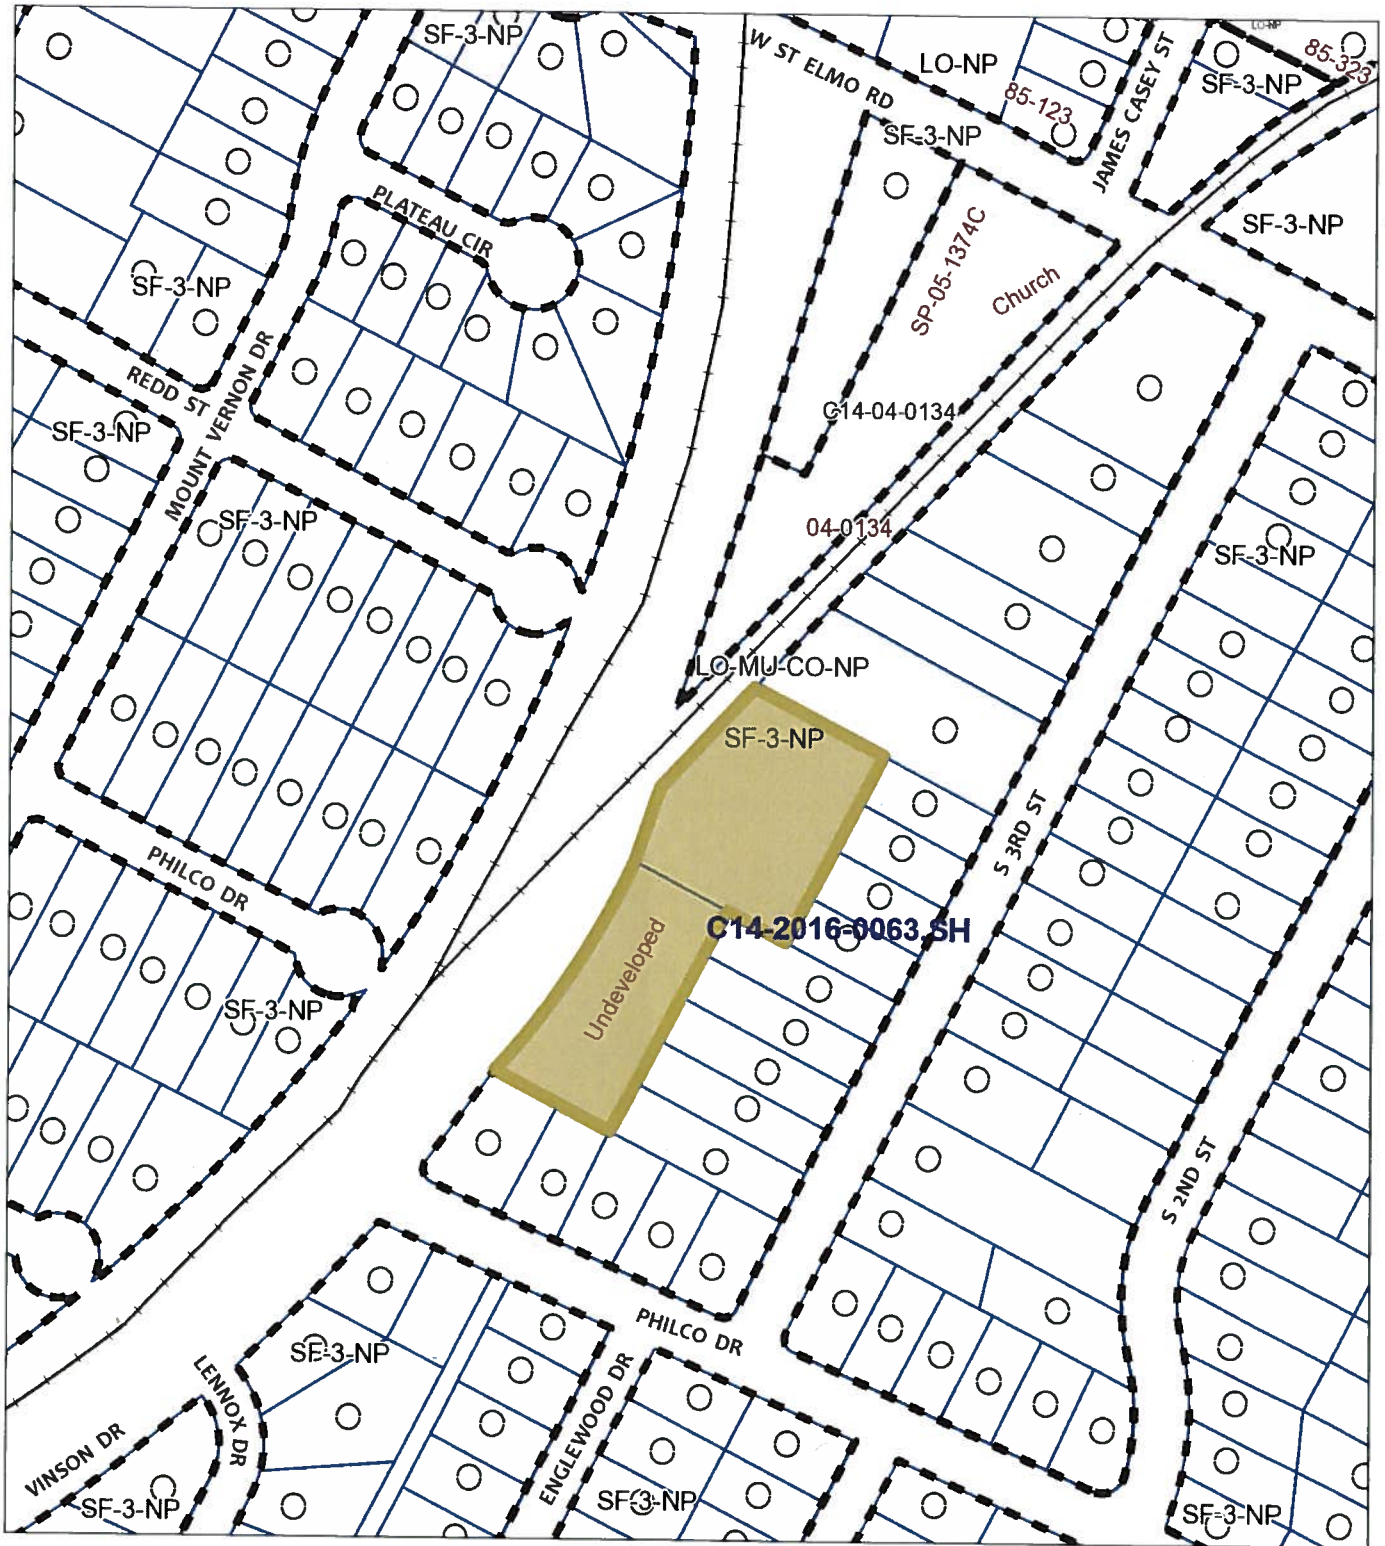 SF-3-NP
W ST ELMO RD
LO-NP
85-123
JAMES CASEY ST
LO-NP
85-323
SF-3-NP
SF-3-NP
SF-3-NP
PLATEAU CIR
SP-05-1374C
Church
SF-3-NP
MOUNT VERNON DR
REDD ST
SF-3-NP
C14-04-0134
SF-3-NP
04-0134
SF-3-NP
LO-MU-CO-NP
SF-3-NP
S 3RD ST
PHILCO DR
C14-2016-0063.SH
Undeveloped
SF-3-NP
S 2ND ST
PHILCO DR
SF-3-NP
LENNOX DR
ENGLEWOOD DR
VINSON DR
SF-3-NP
SF-3-NP
SF-3-NP